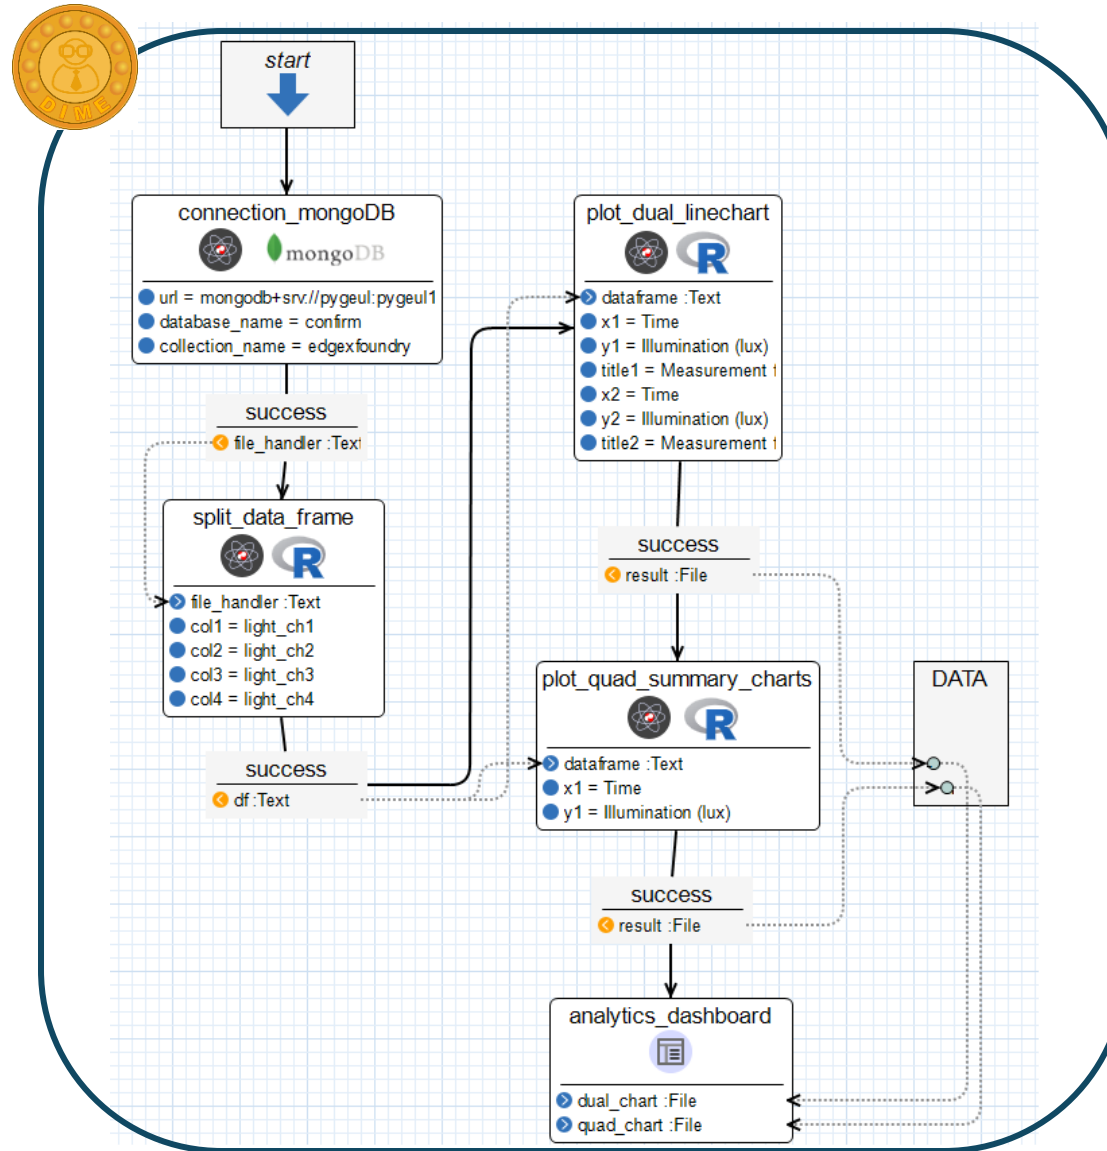 DIME
start
connection_mongoDB
mongoDB
url = mongodb+srv://pygeul:pygeul1
database_name = confirm
collection_name = edgexfoundry
success
file_handler :Text
split_data_frame
R
file_handler :Text
col1 = light_ch1
col2 = light_ch2
col3 = light_ch3
col4 = light_ch4
success
df :Text
plot_dual_linechart
R
dataframe :Text
x1 = Time
y1 = Illumination (lux)
title1 = Measurement f
x2 = Time
y2 = Illumination (lux)
title2 = Measurement f
success
result :File
plot_quad_summary_charts
R
dataframe :Text
x1 = Time
y1 = Illumination (lux)
success
result :File
DATA
analytics_dashboard
dual_chart :File
quad_chart :File